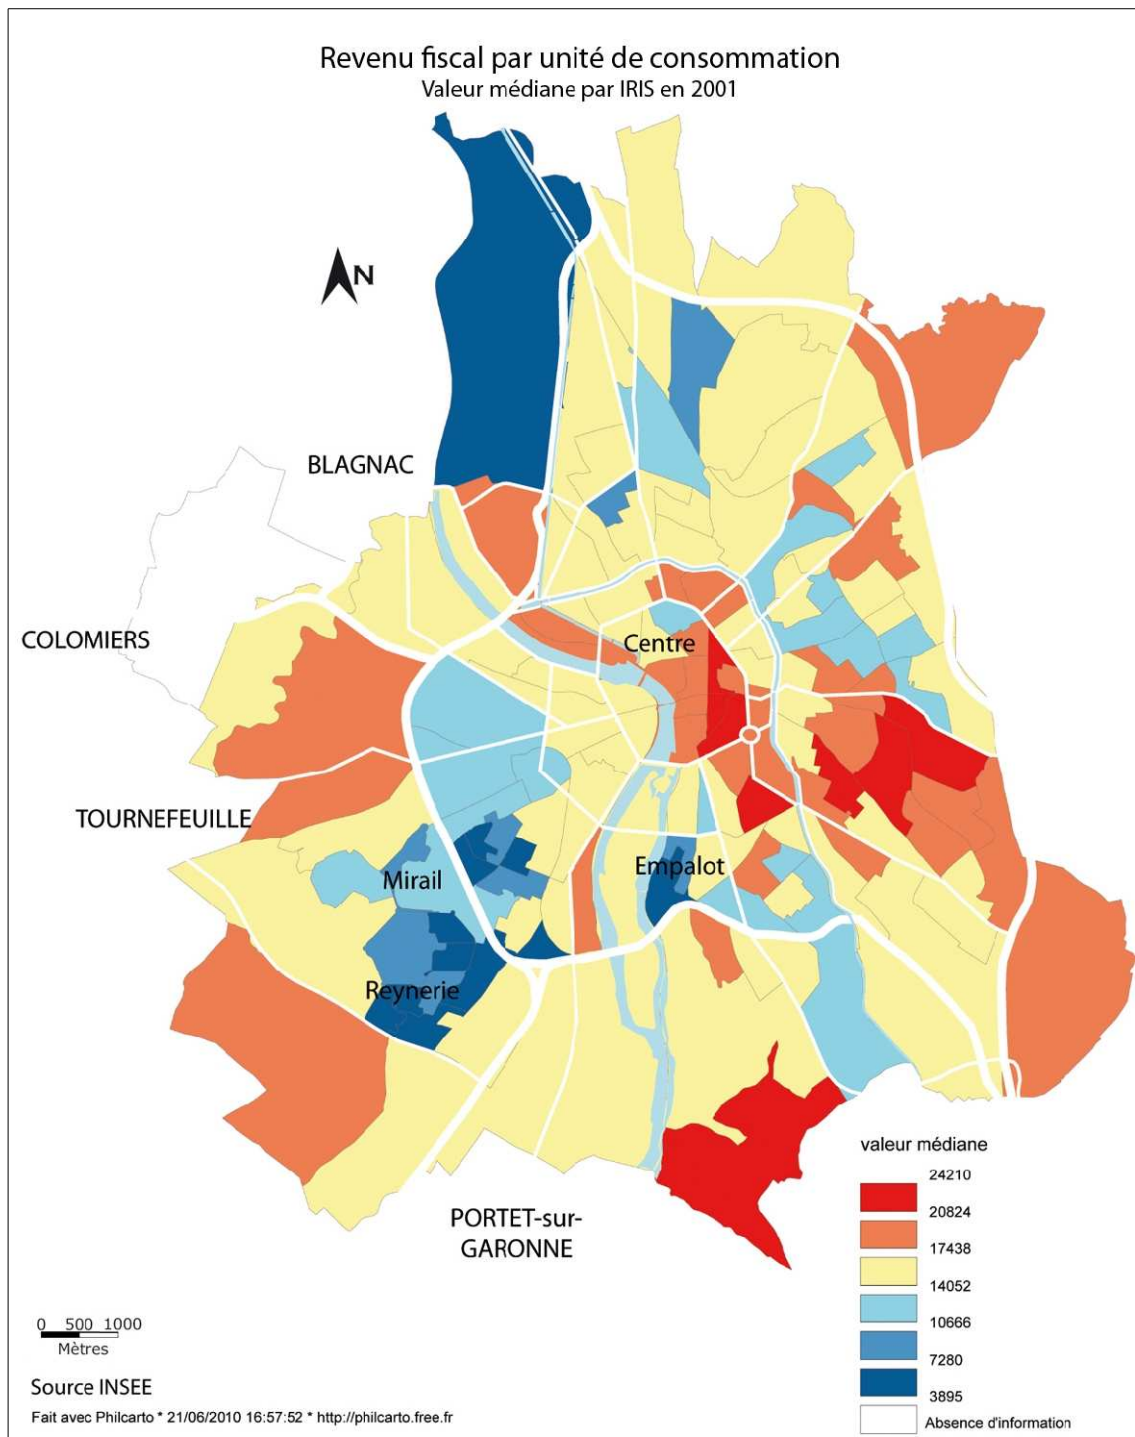 Revenu fiscal par unité de consommation
Valeur médiane par IRIS en 2001
N
BLAGNAC
COLOMIERS
Centre
TOURNEFEUILLE
Mirail
Empalot
Reynerie
PORTET-sur-
GARONNE
valeur médiane
24210
20824
17438
14052
10666
7280
3895
Absence d'information
0 500 1000
Mètres
Source INSEE
Fait avec Philcarto * 21/06/2010 16:57:52 * http://philcarto.free.fr